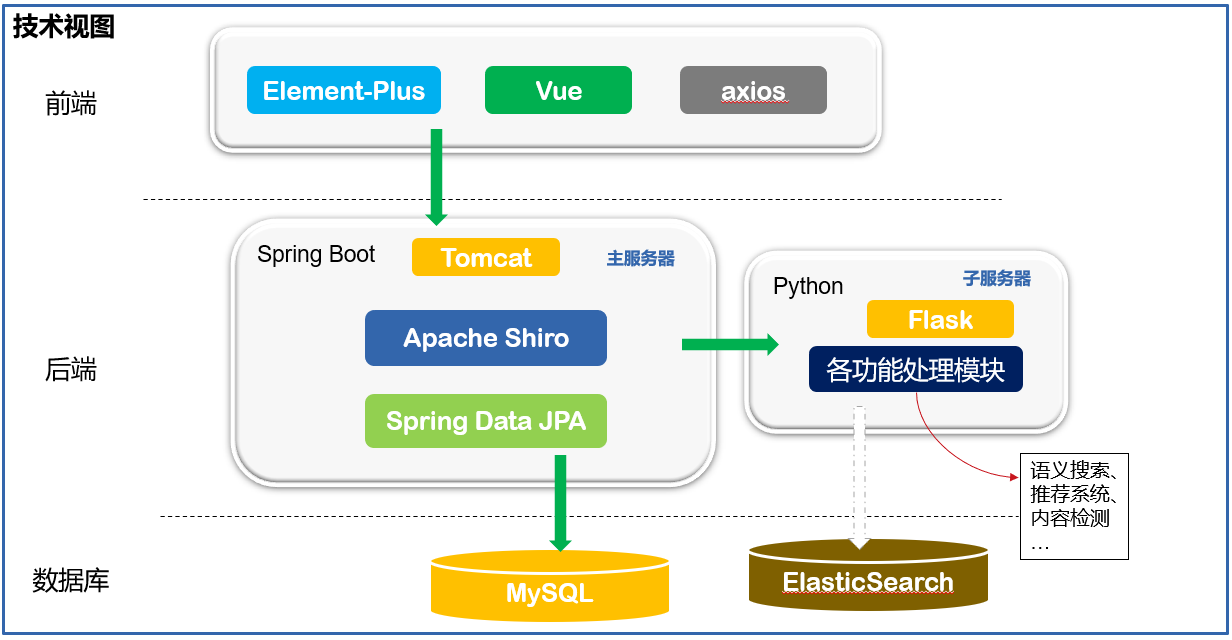 技术视图
前端
Element-Plus
Vue
axios
Spring Boot
Tomcat
主服务器
Apache Shiro
Spring Data JPA
后端
Python
子服务器
Flask
各功能处理模块
语义搜索、
推荐系统、
内容检测
…
数据库
MySQL
ElasticSearch